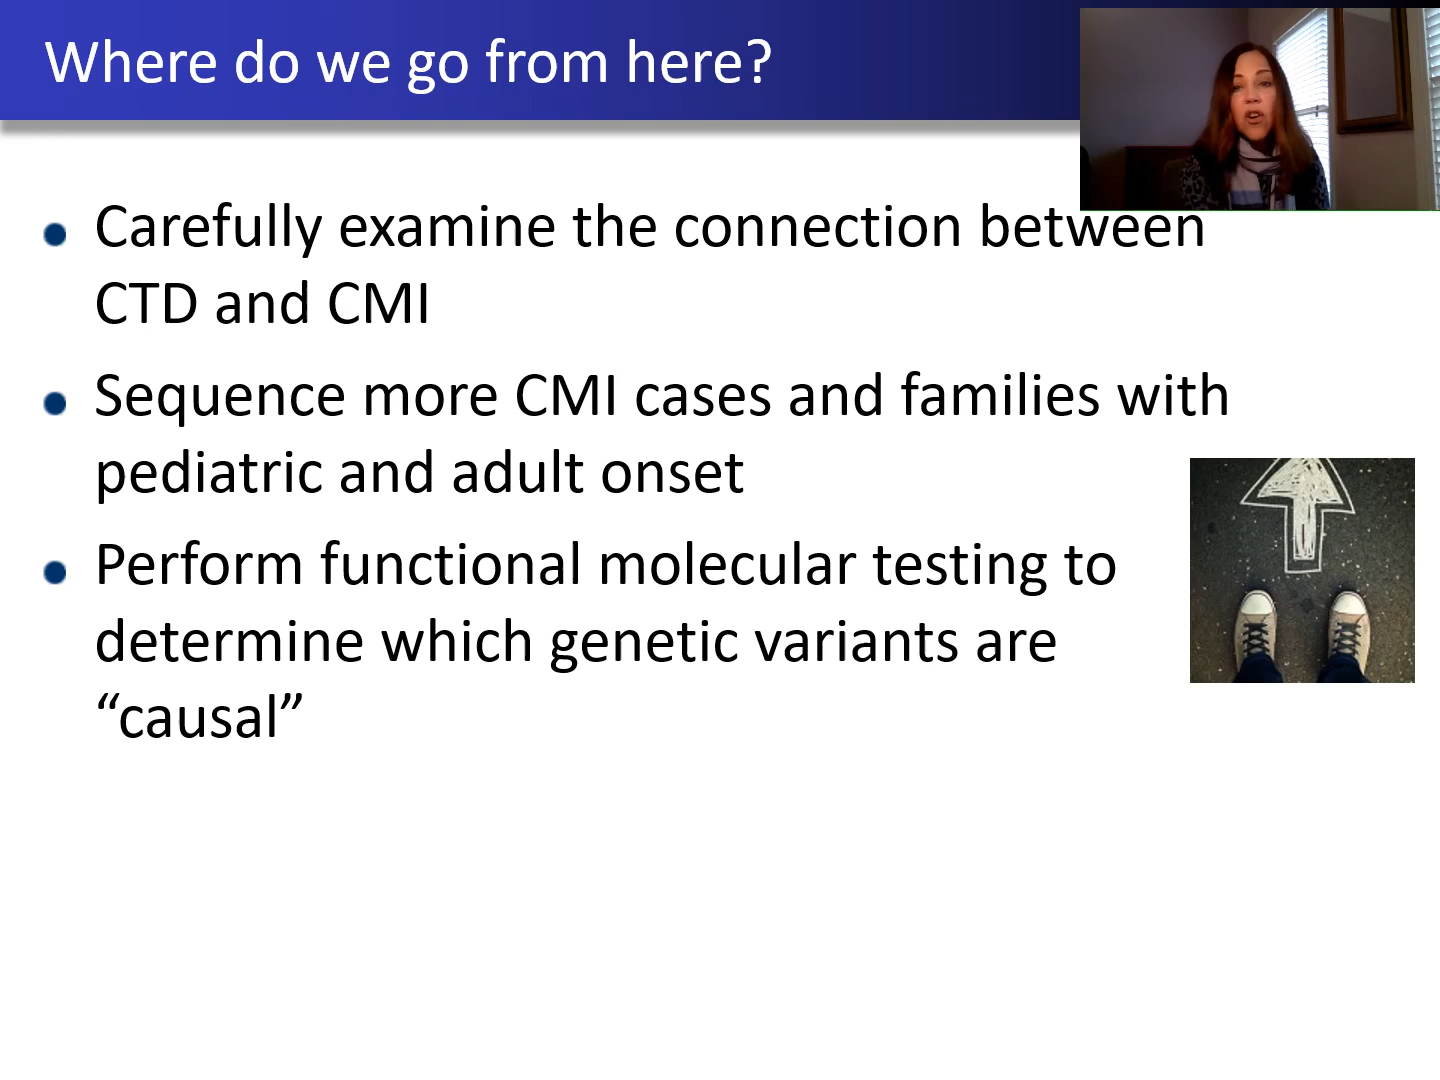 Where do we go from here?
Carefully examine the connection between
CTD and CMI
Sequence more CMI cases and families with
pediatric and adult onset
Perform functional molecular testing to
determine which genetic variants are
“causal”